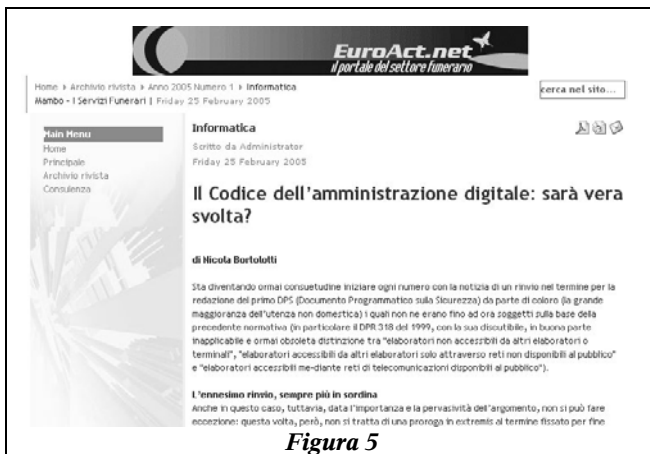 EuroAct.net
il portale del settore funerario
Home Archivio rivista Anno 2005 Numero 1 Informatica
cerca nel sito...
Mambo - I Servizi Funerari | Friday 25 February 2005
Main Menu
Home
Principale
Archivio rivista
Consulenza
Informatica
Scritto da Administrator
Friday 25 February 2005
Il Codice dell'amministrazione digitale: sarà vera
svolta?
di Nicola Bortolotti
Sta diventando ormai consuetudine iniziare ogni numero con la notizia di un rinvio nel termine per la
redazione del primo DPS (Documento Programmatico sulla Sicurezza) da parte di coloro (la grande
maggioranza dell'utenza non domestica) i quali non ne erano fino ad ora soggetti sulla base della
precedente normativa (in particolare il DPR 318 del 1999, con la sua discutibile, in buona parte
inapplicabile e ormai obsoleta distinzione tra "elaboratori non accessibili da altri elaboratori o
terminali", "elaboratori accessibili da altri elaboratori solo attraverso reti non disponibili al pubblico"
e "elaboratori accessibili me-diante reti di telecomunicazioni disponibili al pubblico").
L'ennesimo rinvio, sempre più in sordina
Anche in questo caso, tuttavia, data l'importanza e la pervasività dell'argomento, non si può fare
eccezione: questa volta, però, non si tratta di una proroga in extremis al termine fissato per fine
Figura 5